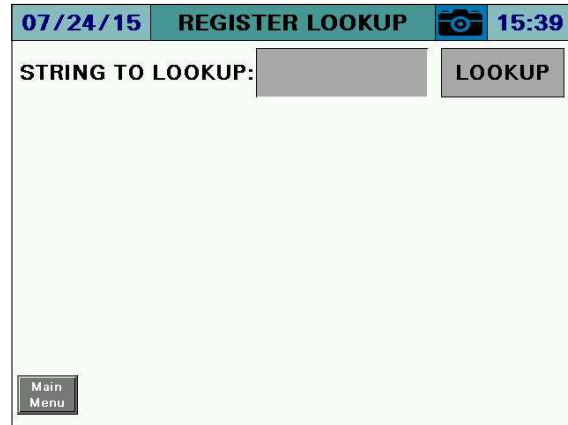 07/24/15 REGISTER LOOKUP 15:39
STRING TO LOOKUP: LOOKUP
Main
Menu